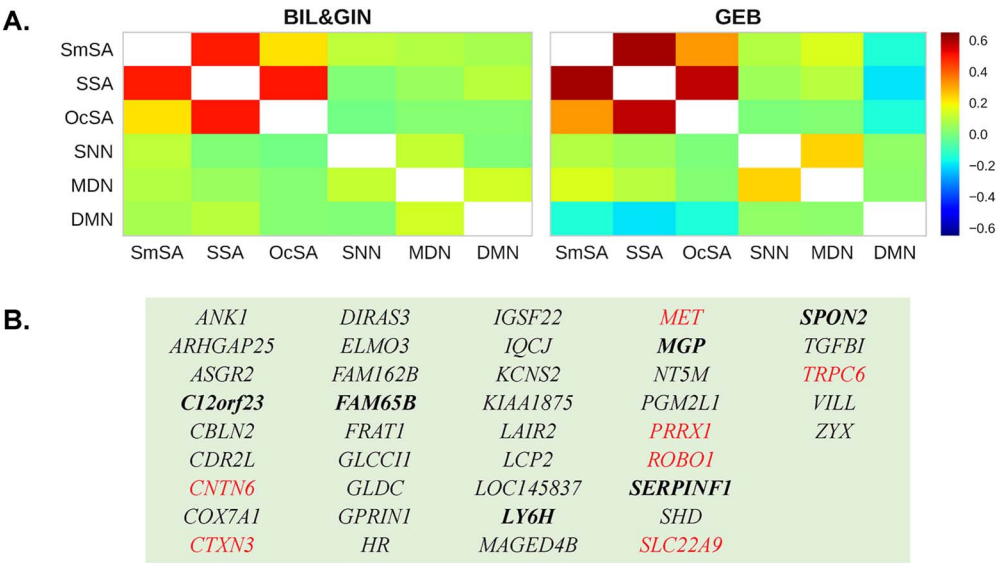 A.
BIL&GIN
GEB
SmSA
SSA
OcSA
SNN
MDN
DMN
SmSA SSA OcSA SNN MDN DMN
SmSA SSA OcSA SNN MDN DMN
0.6
0.4
0.2
0.0
−0.2
−0.4
−0.6
B.
ANK1 DIRAS3 IGSF22 MET SPON2
ARHGAP25 ELMO3 IQCJ MGP TGFBI
ASGR2 FAM162B KCNS2 NT5M TRPC6
C12orf23 FAM65B KIAA1875 PGM2L1 VILL
CBLN2 FRAT1 LAIR2 PRRX1 ZYX
CDR2L GLCCI1 LCP2 ROBO1
CNTN6 GLDC LOC145837 SERPINF1
COX7A1 GPRIN1 LY6H SHD
CTXN3 HR MAGED4B SLC22A9